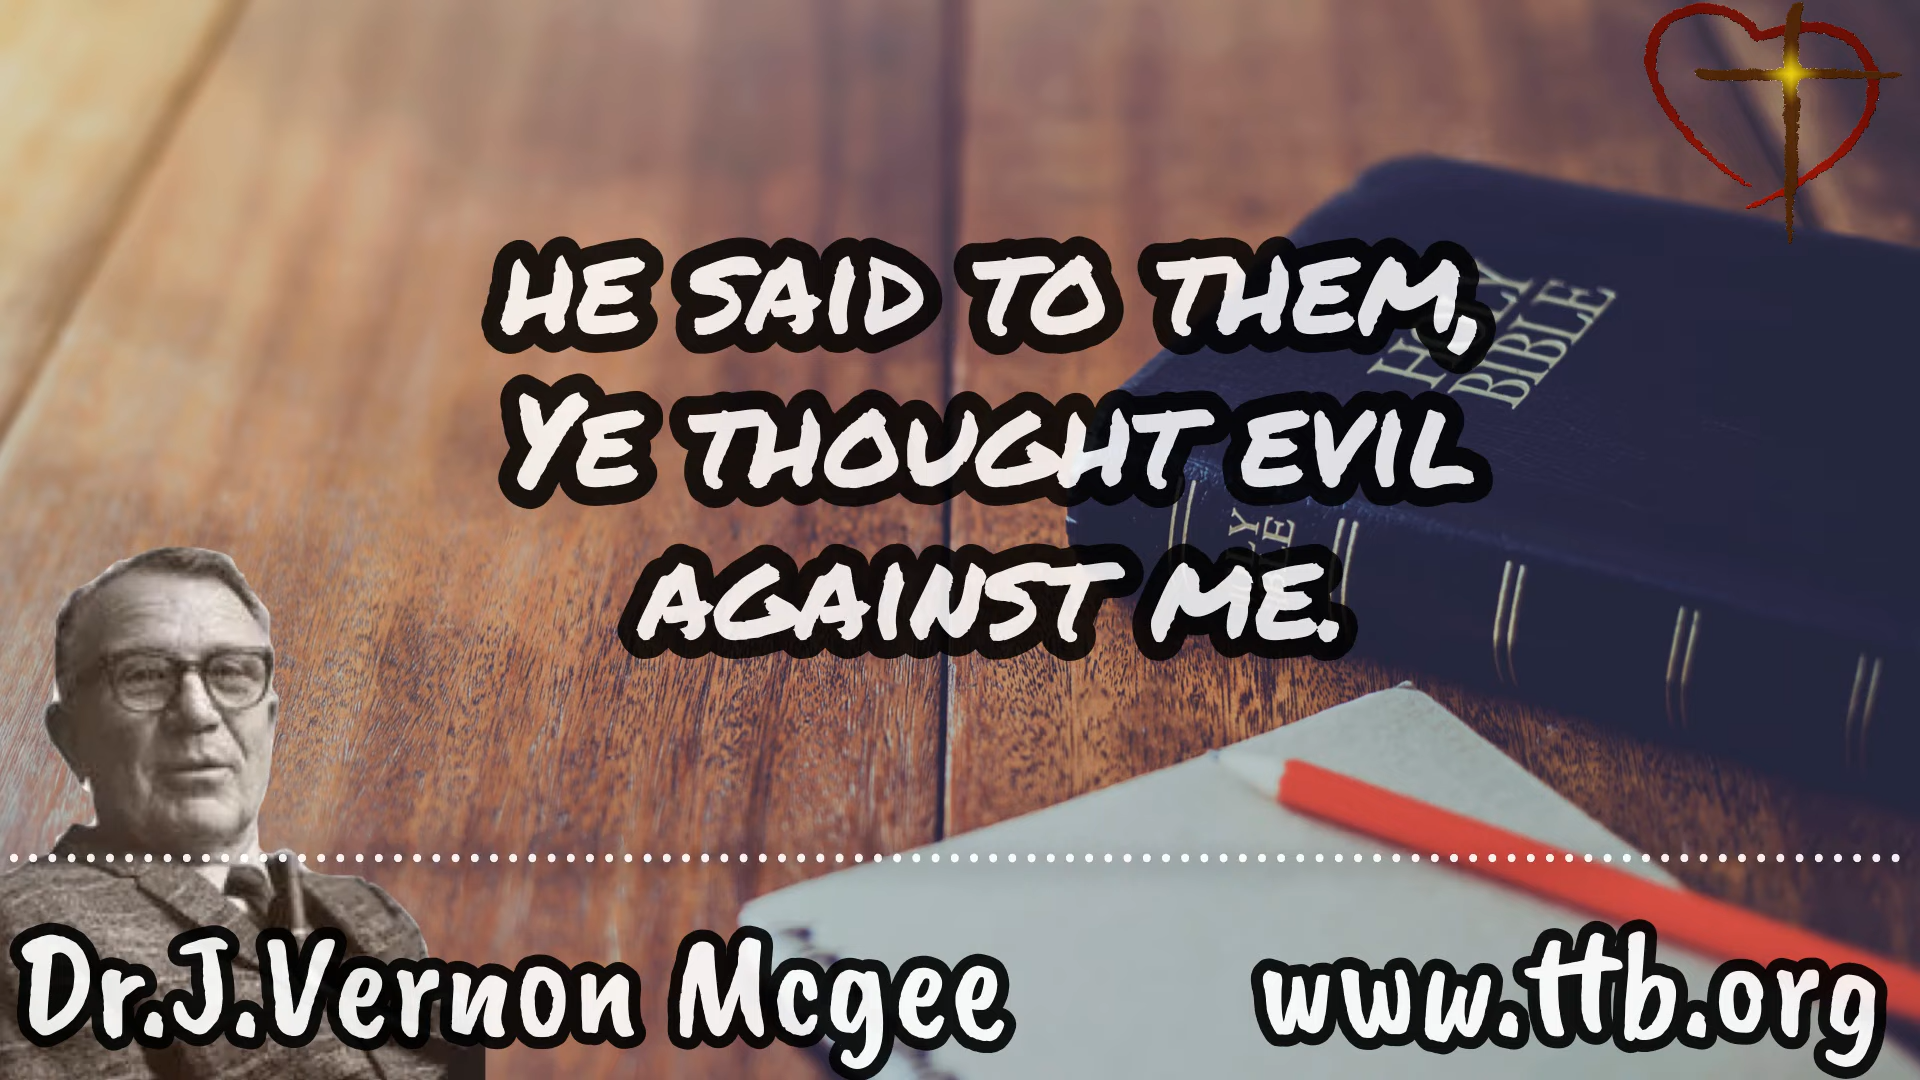 HE SAID TO THEM,
YE THOUGHT EVIL
AGAINST ME.
HOLY
BIBLE
Dr.J.Vernon Mcgee
www.ttb.org